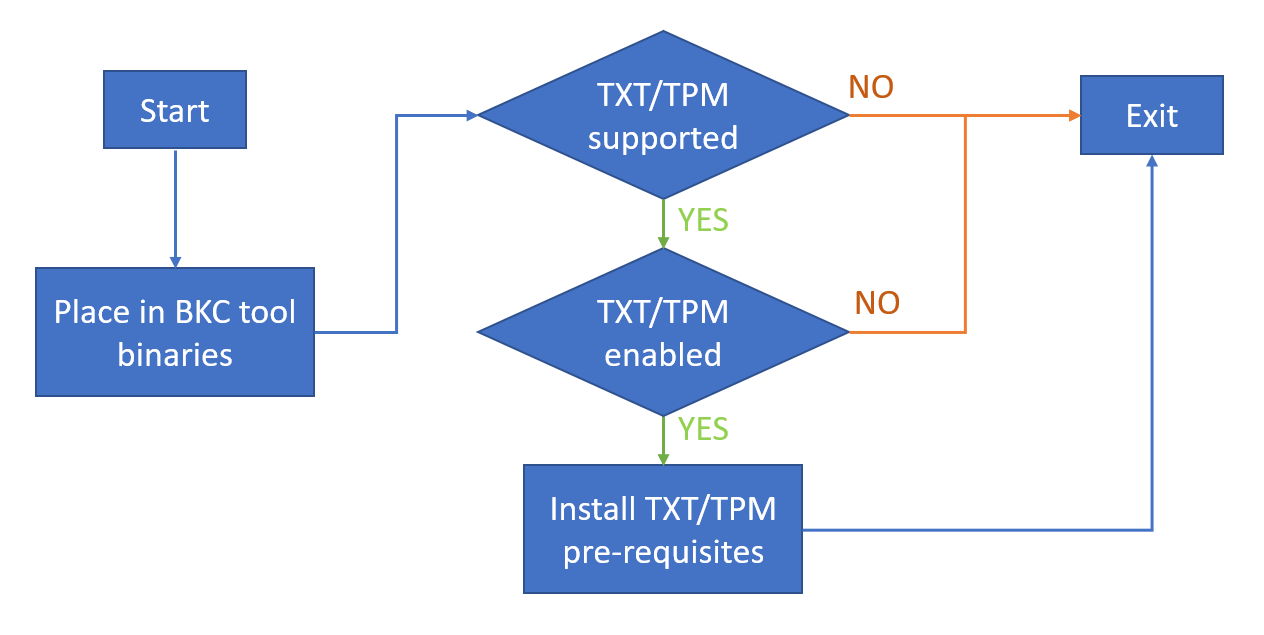 Start
Place in BKC tool
binaries
TXT/TPM
supported
NO
YES
TXT/TPM
enabled
NO
YES
Install TXT/TPM
pre-requisites
Exit